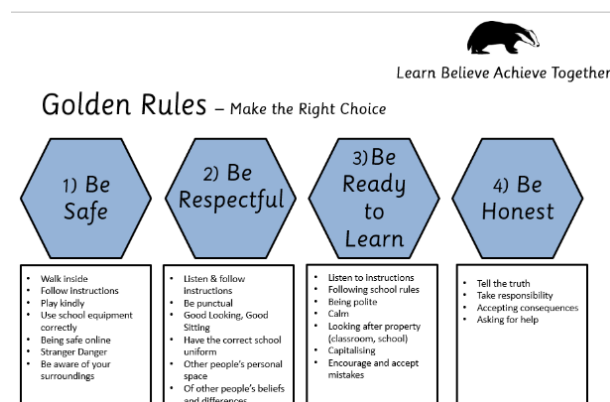 Learn Believe Achieve Together
Golden Rules – Make the Right Choice
1) Be
Safe
2) Be
Respectful
3) Be
Ready
to
Learn
4) Be
Honest
• Walk inside
• Follow instructions
• Play kindly
• Use school equipment
correctly
• Being safe online
• Stranger Danger
• Be aware of your
surroundings
• Listen & follow
instructions
• Be punctual
• Good Looking, Good
Sitting
• Have the correct school
uniform
• Other people's personal
space
• Of other people's beliefs
and differences
• Listen to instructions
• Following school rules
• Being polite
• Calm
• Looking after property
(classroom, school)
• Capitalising
• Encourage and accept
mistakes
• Tell the truth
• Take responsibility
• Accepting consequences
• Asking for help